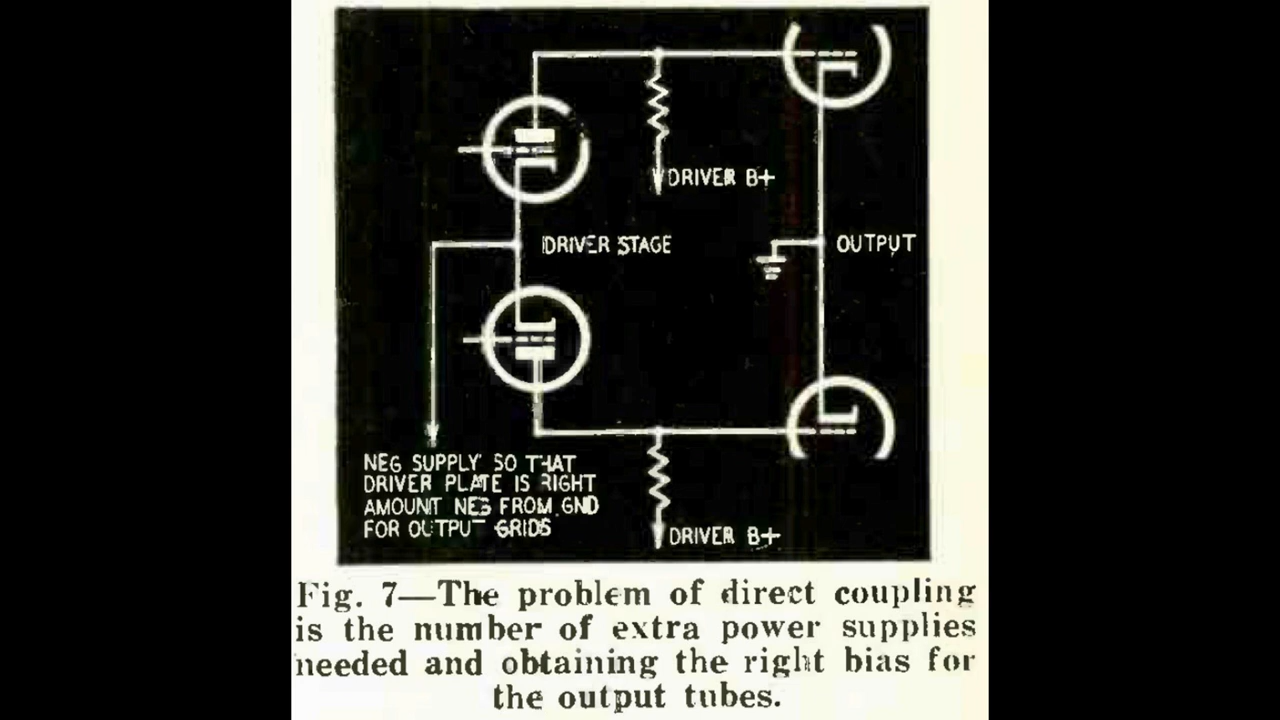 DRIVER B+
DRIVER STAGE
OUTPUT
NEG SUPPLY SO THAT
DRIVER PLATE IS RIGHT
AMOUNT NEG FROM GND
FOR OUTPUT GRIDS
DRIVER B+
Fig. 7—The problem of direct coupling
is the number of extra power supplies
needed and obtaining the right bias for
the output tubes.